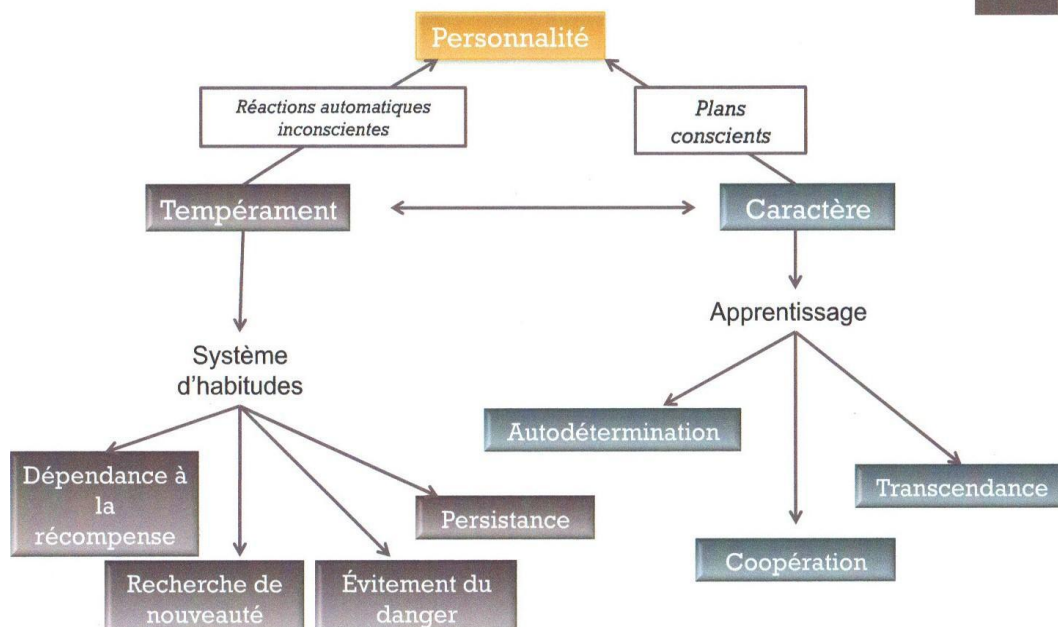 Personnalité
Réactions automatiques
inconscientes
Plans
conscients
Tempérament
Caractère
Apprentissage
Système
d'habitudes
Autodétermination
Dépendance à
la
récompense
Transcendance
Persistance
Coopération
Recherche de
nouveauté
Évitement du
danger